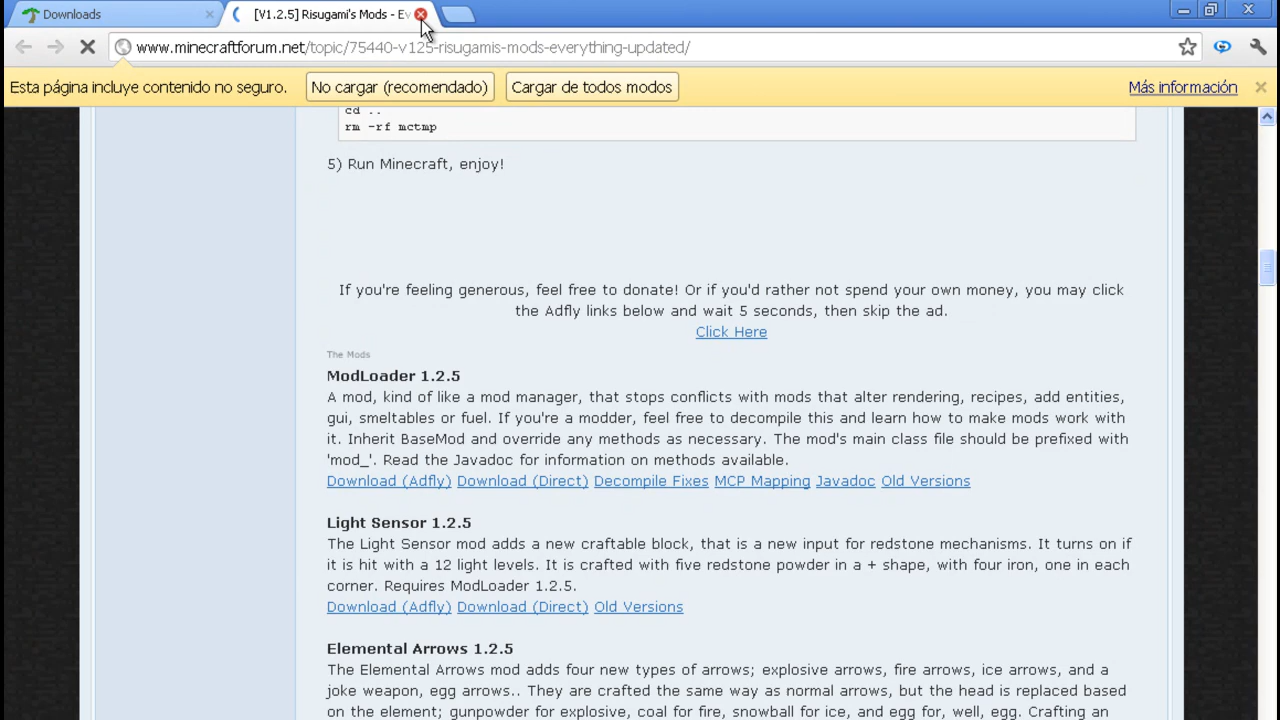 Downloads
[V1.2.5] Risugami's Mods - Ev
www.minecraftforum.net/topic/75440-v125-risugamis-mods-everything-updated/
Esta página incluye contenido no seguro. No cargar (recomendado) Cargar de todos modos Más información
cd ..
rm -rf mctmp
5) Run Minecraft, enjoy!
If you're feeling generous, feel free to donate! Or if you'd rather not spend your own money, you may click
the Adfly links below and wait 5 seconds, then skip the ad.
Click Here
The Mods
ModLoader 1.2.5
A mod, kind of like a mod manager, that stops conflicts with mods that alter rendering, recipes, add entities,
gui, smeltables or fuel. If you're a modder, feel free to decompile this and learn how to make mods work with
it. Inherit BaseMod and override any methods as necessary. The mod's main class file should be prefixed with
'mod_'. Read the Javadoc for information on methods available.
Download (Adfly) Download (Direct) Decompile Fixes MCP Mapping Javadoc Old Versions
Light Sensor 1.2.5
The Light Sensor mod adds a new craftable block, that is a new input for redstone mechanisms. It turns on if
it is hit with a 12 light levels. It is crafted with five redstone powder in a + shape, with four iron, one in each
corner. Requires ModLoader 1.2.5.
Download (Adfly) Download (Direct) Old Versions
Elemental Arrows 1.2.5
The Elemental Arrows mod adds four new types of arrows; explosive arrows, fire arrows, ice arrows, and a
joke weapon, egg arrows... They are crafted the same way as normal arrows, but the head is replaced based
on the element; gunpowder for explosive, coal for fire, snowball for ice, and egg for, well, egg. Crafting an